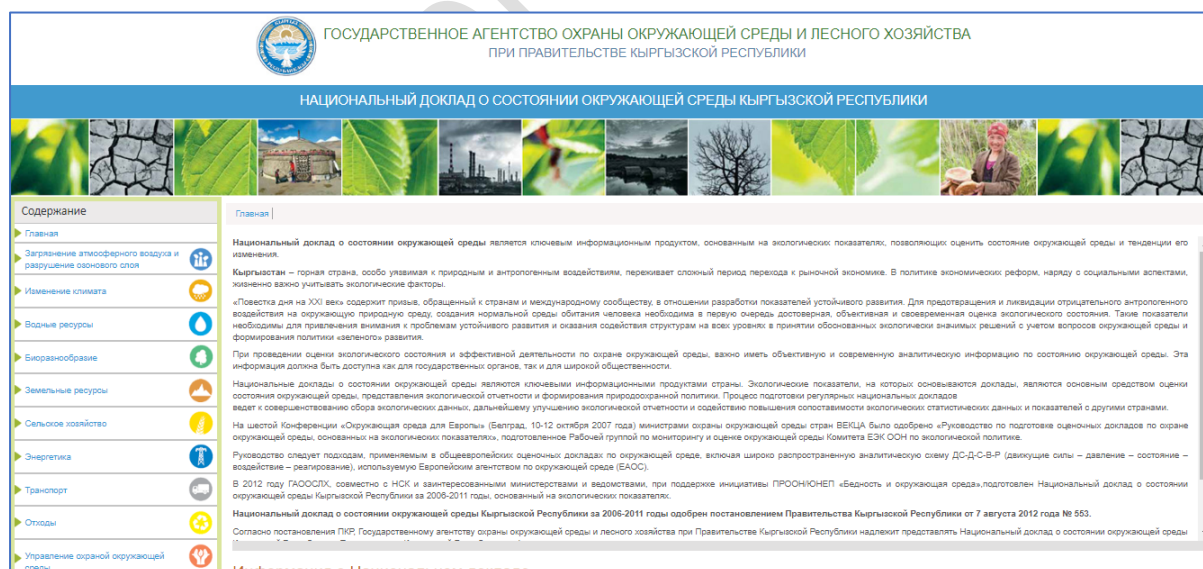 ГОСУДАРСТВЕННОЕ АГЕНТСТВО ОХРАНЫ ОКРУЖАЮЩЕЙ СРЕДЫ И ЛЕСНОГО ХОЗЯЙСТВА
ПРИ ПРАВИТЕЛЬСТВЕ КЫРГЫЗСКОЙ РЕСПУБЛИКИ
НАЦИОНАЛЬНЫЙ ДОКЛАД О СОСТОЯНИИ ОКРУЖАЮЩЕЙ СРЕДЫ КЫРГЫЗСКОЙ РЕСПУБЛИКИ
Содержание
Главная
Загрязнение атмосферного воздуха и
разрушение озонового слоя
Изменение климата
Водные ресурсы
Биоразнообразие
Земельные ресурсы
Сельское хозяйство
Энергетика
Транспорт
Отходы
Управление охраной окружающей
среды
Главная
Национальный доклад о состоянии окружающей среды является ключевым информационным продуктом, основанным на экологических показателях, позволяющих оценить состояние окружающей среды и тенденции его
изменения.
Кыргызстан – горная страна, особо уязвимая к природным и антропогенным воздействиям, переживает сложный период перехода к рыночной экономике. В политике экономических реформ, наряду с социальными аспектами,
жизненно важно учитывать экологические факторы.
«Повестка дня на XXI век» содержит призыв, обращенный к странам и международному сообществу, в отношении разработки показателей устойчивого развития. Для предотвращения и ликвидации отрицательного антропогенного
воздействия на окружающую природную среду, создания нормальной среды обитания человека необходима в первую очередь достоверная, объективная и своевременная оценка экологического состояния. Такие показатели
необходимы для привлечения внимания к проблемам устойчивого развития и оказания содействия структурам на всех уровнях в принятии обоснованных экологически значимых решений с учетом вопросов окружающей среды и
формирования политики «зеленого» развития.
При проведении оценки экологического состояния и эффективной деятельности по охране окружающей среды, важно иметь объективную и современную аналитическую информацию по состоянию окружающей среды. Эта
информация должна быть доступна как для государственных органов, так и для широкой общественности.
Национальные доклады о состоянии окружающей среды являются ключевыми информационными продуктами страны. Экологические показатели, на которых основываются доклады, являются основным средством оценки
состояния окружающей среды, представления экологической отчетности и формирования природоохранной политики. Процесс подготовки регулярных национальных докладов
ведет к совершенствованию сбора экологических данных, дальнейшему улучшению экологической отчетности и содействию повышения сопоставимости экологических статистических данных и показателей с другими странами.
На шестой Конференции «Окружающая среда для Европы» (Белград, 10-12 октября 2007 года) министрами охраны окружающей среды стран ВЕКЦА было одобрено «Руководство по подготовке оценочных докладов по охране
окружающей среды, основанных на экологических показателях», подготовленное Рабочей группой по мониторингу и оценке окружающей среды Комитета ЕЭК ООН по экологической политике.
Руководство следует подходам, применяемым в общеевропейских оценочных докладах по окружающей среде, включая широко распространенную аналитическую схему ДС-Д-С-В-Р (движущие силы – давление – состояние –
воздействие – реагирование), используемую Европейским агентством по окружающей среде (ЕАОС).
В 2012 году ГАООСЛХ, совместно с НСК и заинтересованными министерствами и ведомствами, при поддержке инициативы ПРООН/ЮНЕП «Бедность и окружающая среда»,подготовлен Национальный доклад о состоянии
окружающей среды Кыргызской Республики за 2006-2011 годы, основанный на экологических показателях.
Национальный доклад о состоянии окружающей среды Кыргызской Республики за 2006-2011 годы одобрен постановлением Правительства Кыргызской Республики от 7 августа 2012 года № 553.
Согласно постановления ПКР, Государственному агентству охраны окружающей среды и лесного хозяйства при Правительстве Кыргызской Республики надлежит представлять Национальный доклад о состоянии окружающей среды